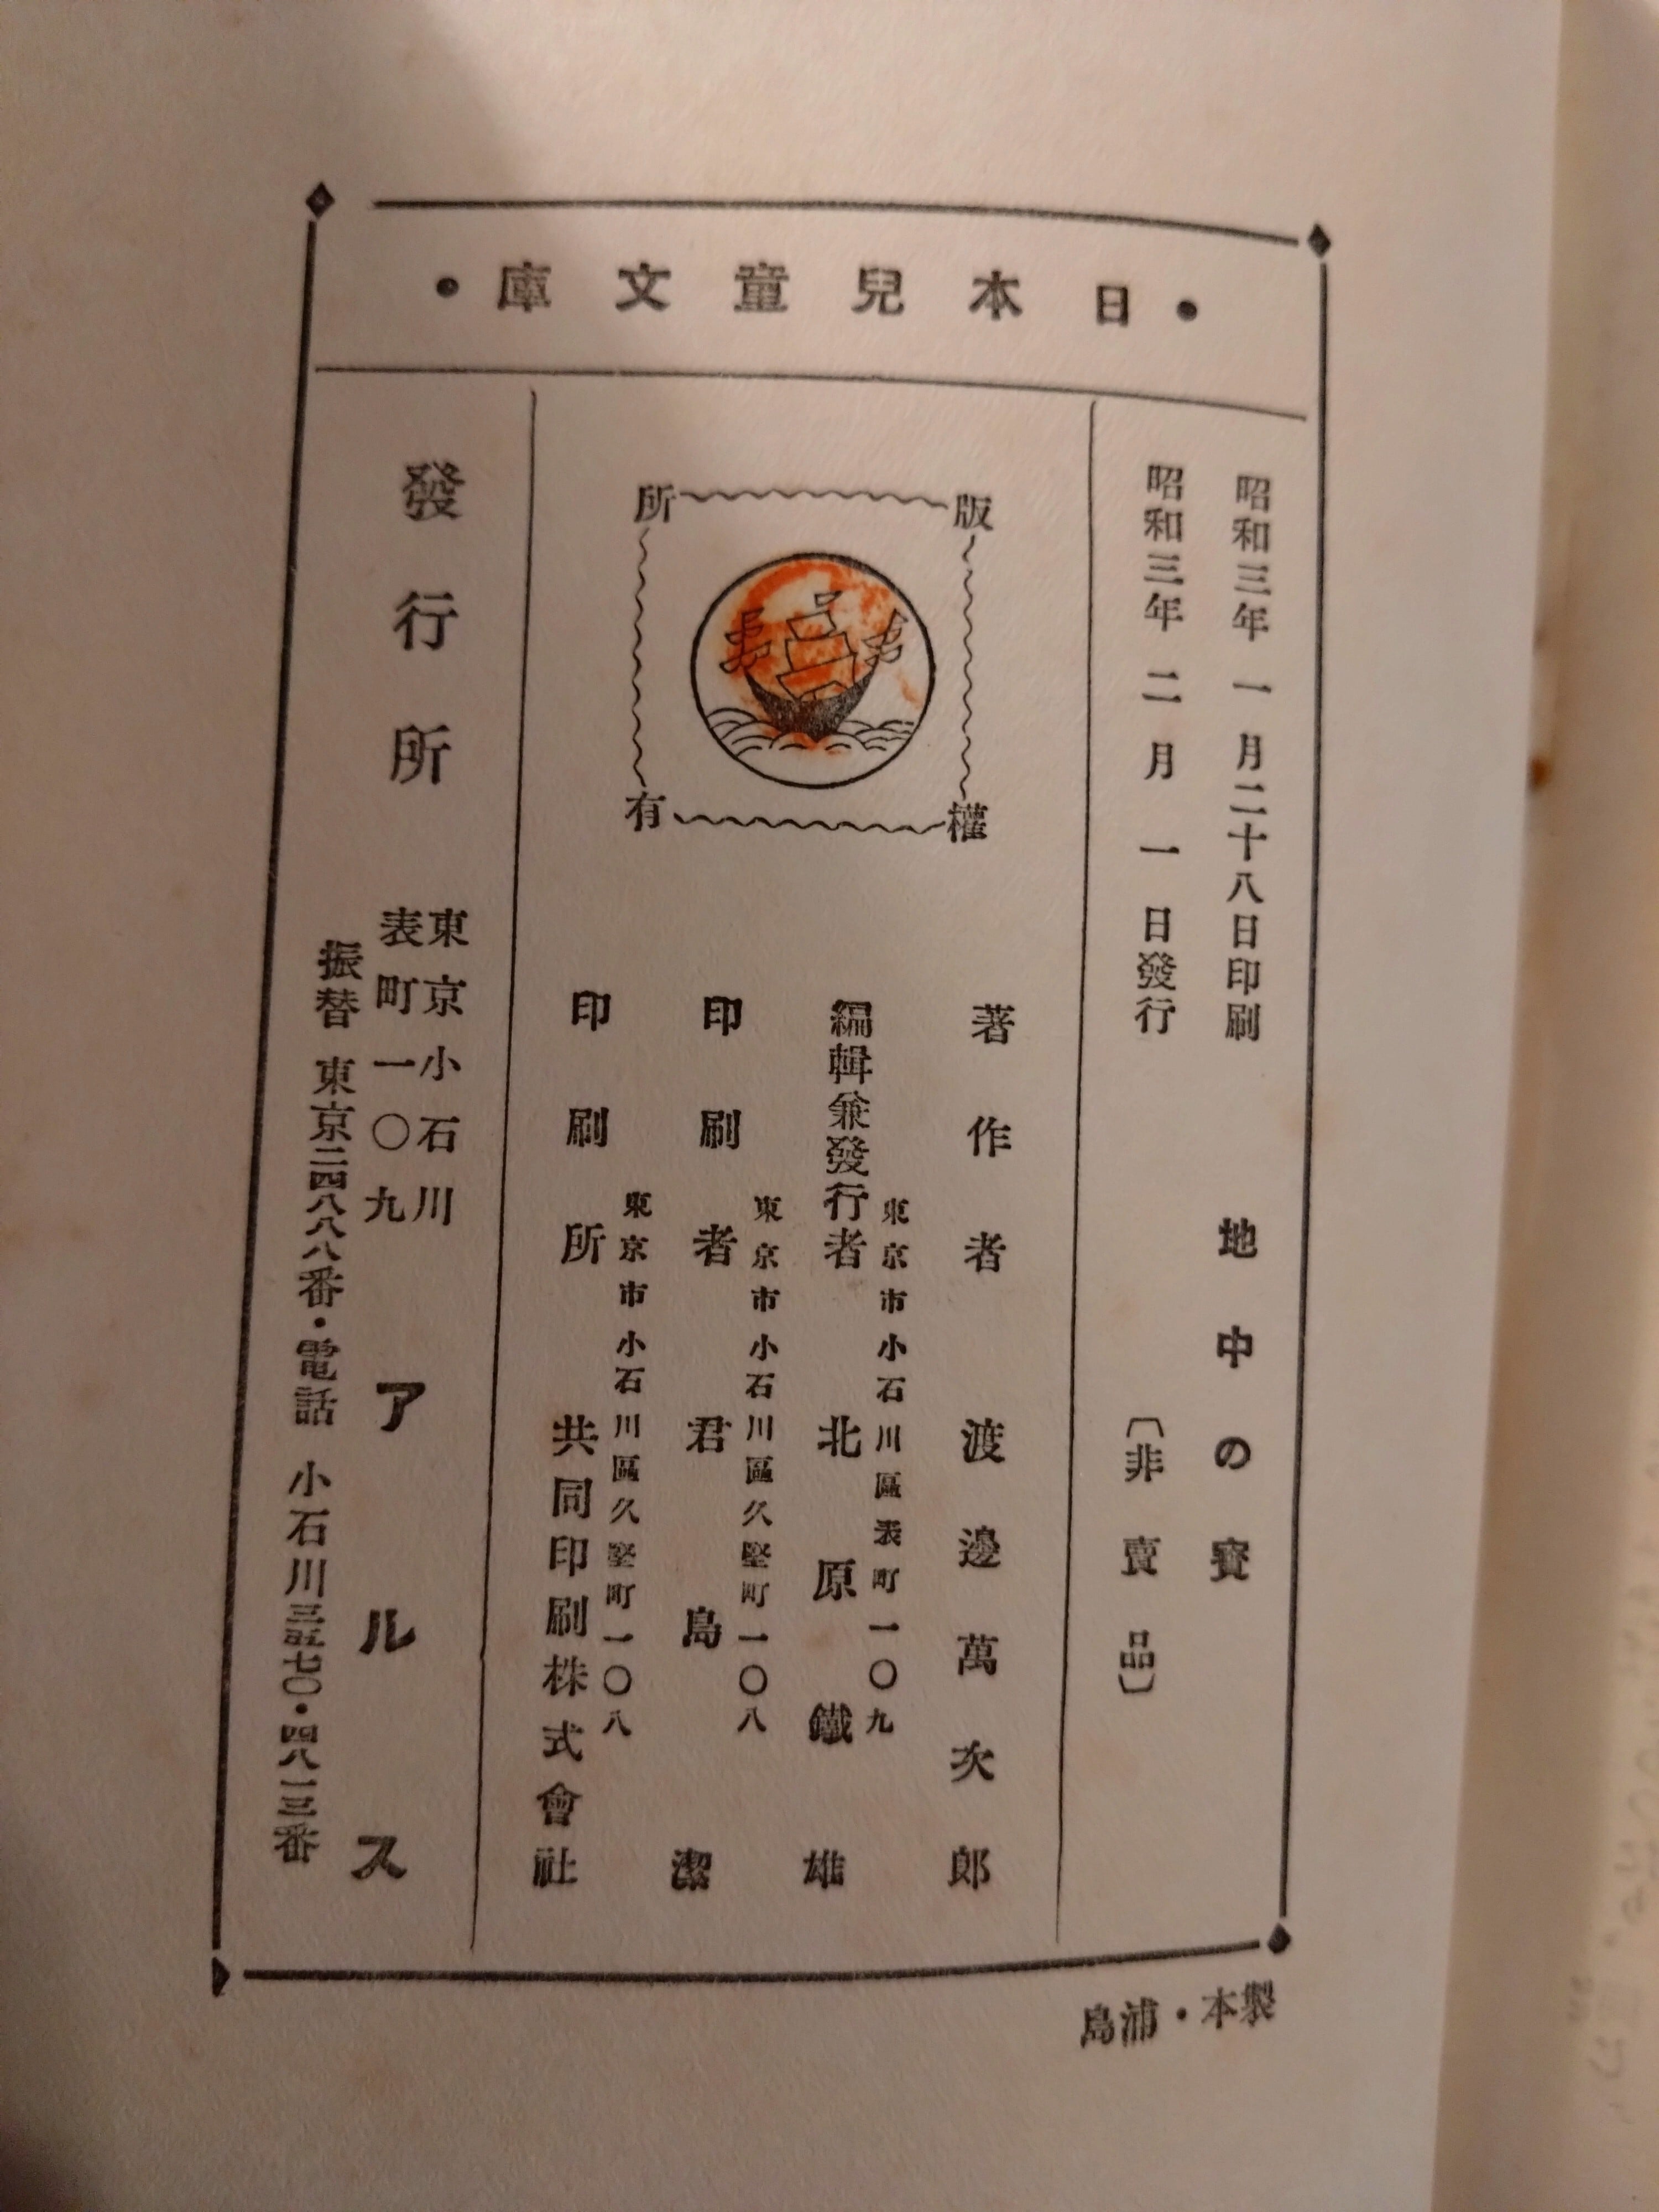 ・日本兒童文庫・
昭和三年一月二十八日印刷
昭和三年二月一日發行
地中の寶
〔非賣品〕
版權所有
著作者 渡邊萬次郎
東京市小石川區表町一〇九
編輯兼發行者 北原鐵雄
東京市小石川區久堅町一〇八
印刷者 君島潔
東京市小石川區久堅町一〇八
印刷所 共同印刷株式會社
發行所
東京小石川
表町一〇九
アルス
振替 東京二四八八八番・電話 小石川三五七〇・四八一三番
製本・浦島